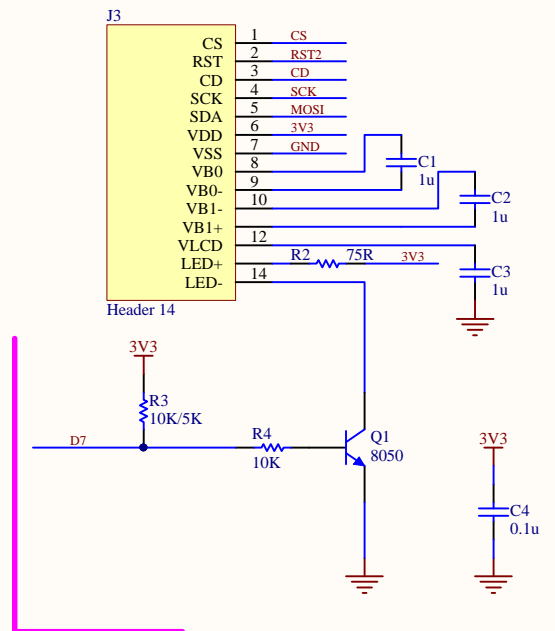 J3
CS 1 CS
RST 2 RST2
CD 3 CD
SCK 4 SCK
SDA 5 MOSI
VDD 6 3V3
VSS 7 GND
VB0 8
VB0- 9
VB1- 10
VB1+
VLCD 12
LED+
LED- 14
Header 14
C1
1u
C2
1u
R2 75R 3V3
C3
1u
3V3
R3
10K/5K
D7
R4
10K
Q1
8050
3V3
C4
0.1u